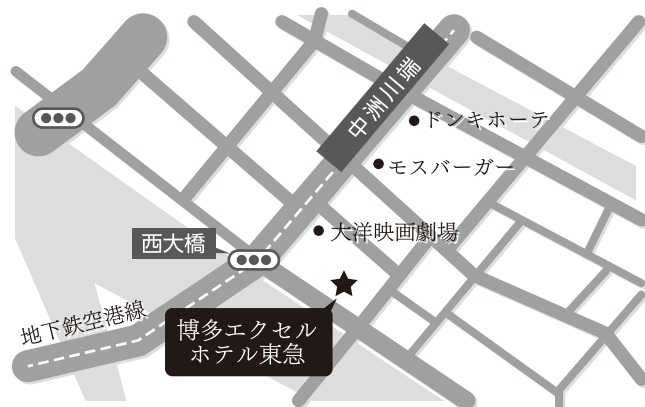 中洲川端
ドンキホーテ
モスバーガー
大洋映画劇場
西大橋
地下鉄空港線
博多エクセル
ホテル東急